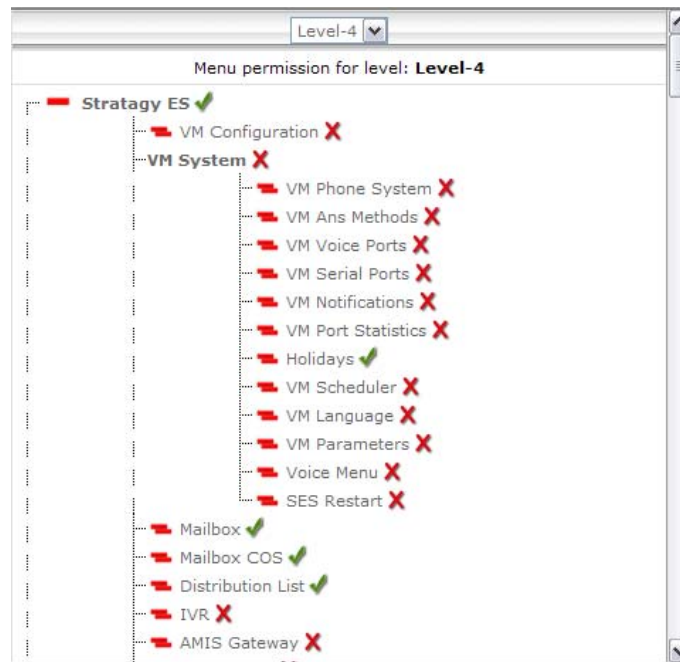 Level-4
Menu permission for level: Level-4
Stratagy ES
VM Configuration
VM System
VM Phone System
VM Ans Methods
VM Voice Ports
VM Serial Ports
VM Notifications
VM Port Statistics
Holidays
VM Scheduler
VM Language
VM Parameters
Voice Menu
SES Restart
Mailbox
Mailbox COS
Distribution List
IVR
AMIS Gateway